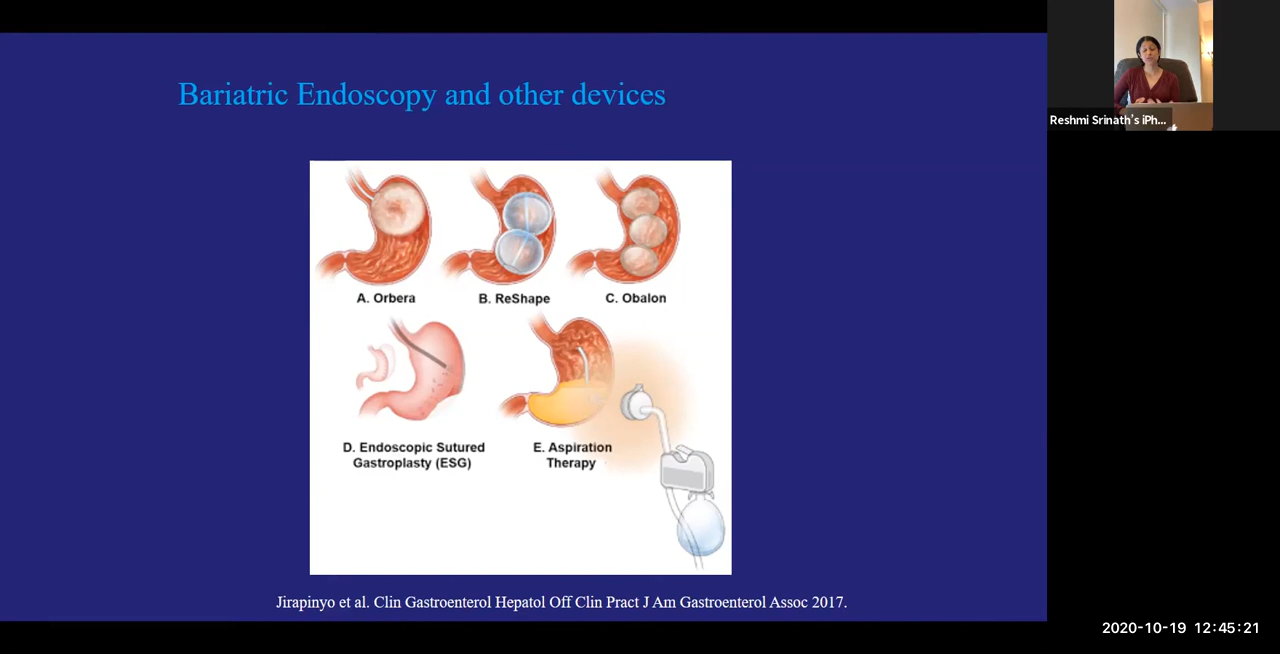 Bariatric Endoscopy and other devices
Reshmi Srinath's iPh...
A. Orbera
B. ReShape
C. Obalon
D. Endoscopic Sutured
Gastroplasty (ESG)
E. Aspiration
Therapy
Jirapinyo et al. Clin Gastroenterol Hepatol Off Clin Pract J Am Gastroenterol Assoc 2017.
2020-10-19 12:45:21